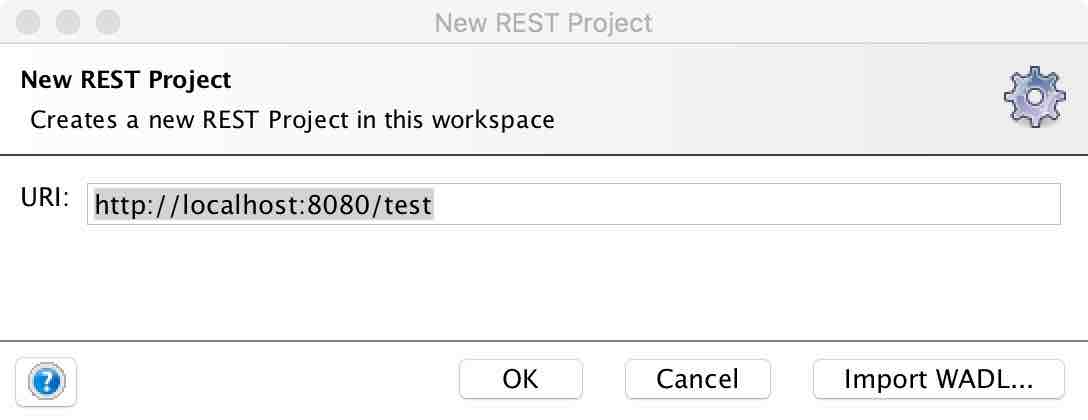 New REST Project
New REST Project
Creates a new REST Project in this workspace
URI: http://localhost:8080/test
? OK Cancel Import WADL...